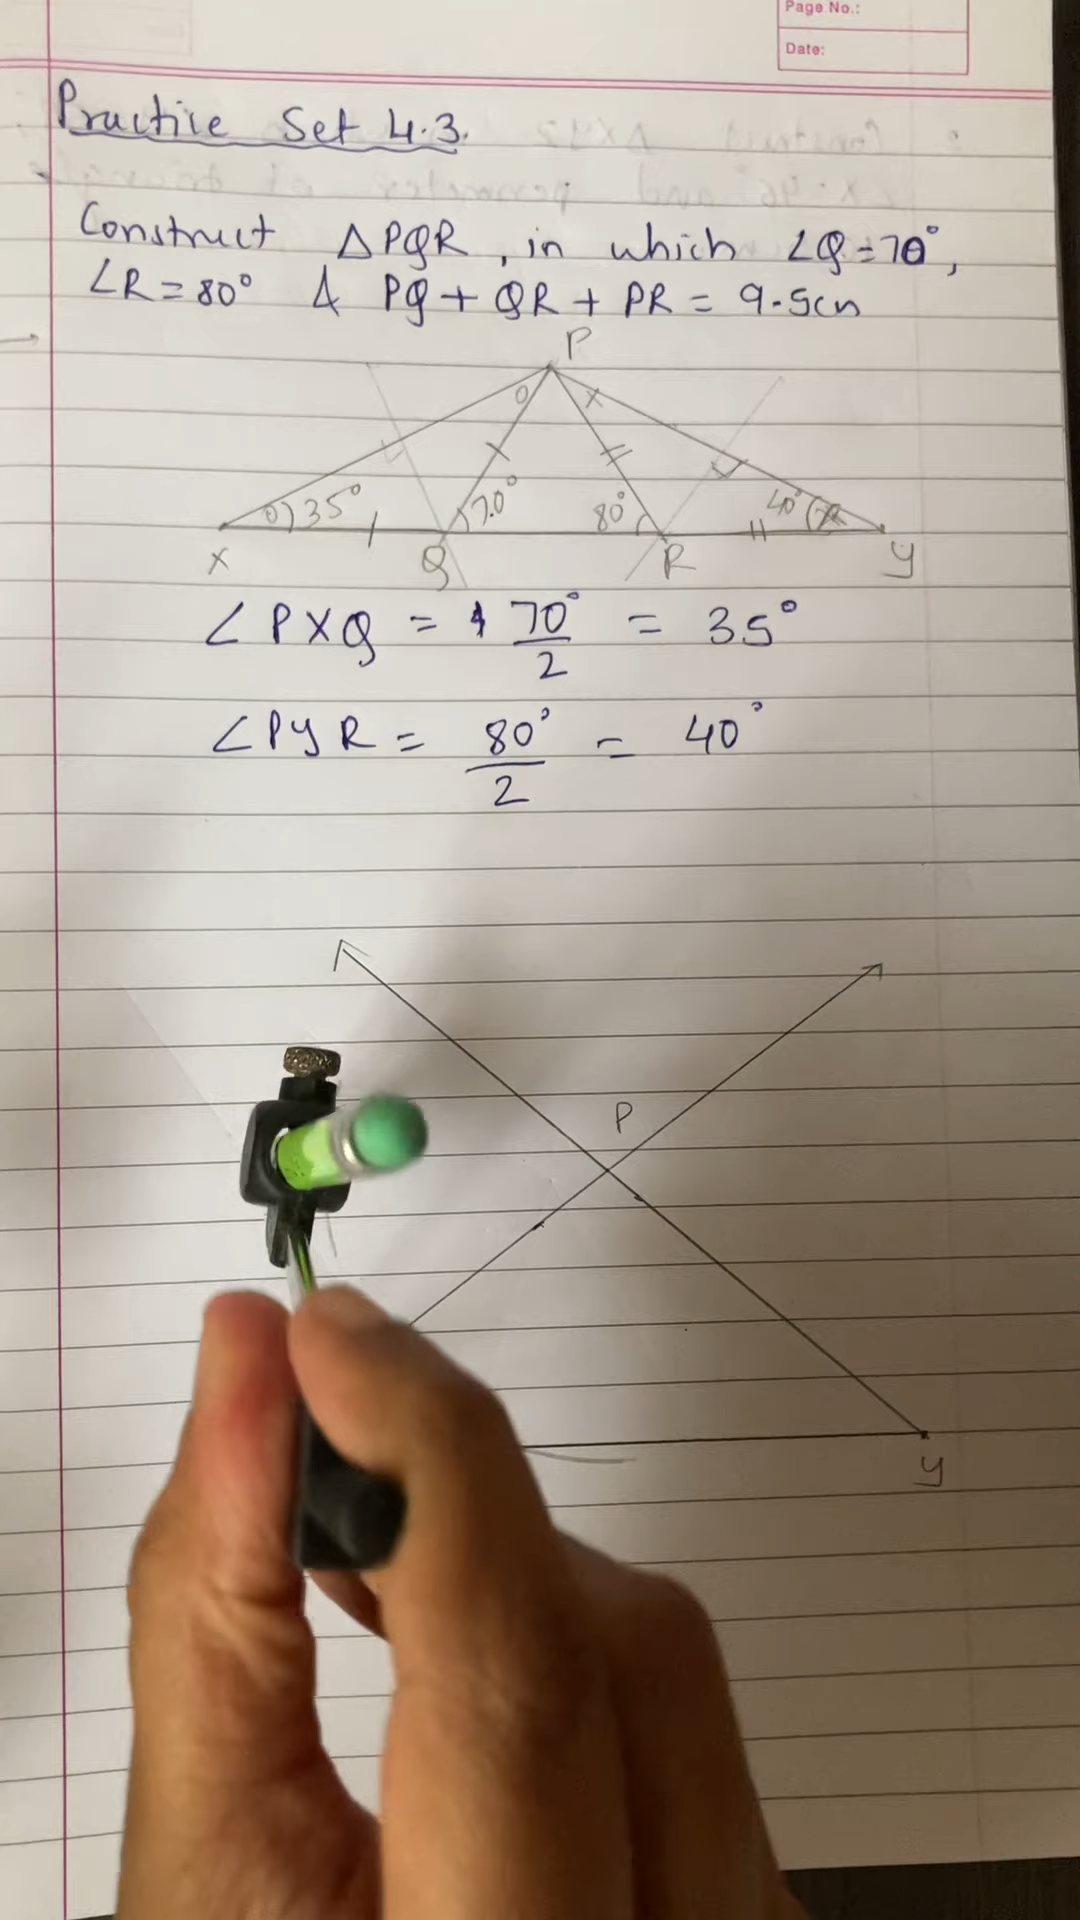 Page No.:
Date:
Practice Set 4.3.
Construct △PQR, in which ∠Q=70°,
∠R=80° & PQ+QR+PR=9.5cm
P
35°
70°
80°
40°
X
Q
R
y
∠PXQ = 70°/2 = 35°
∠PyR = 80°/2 = 40°
P
y